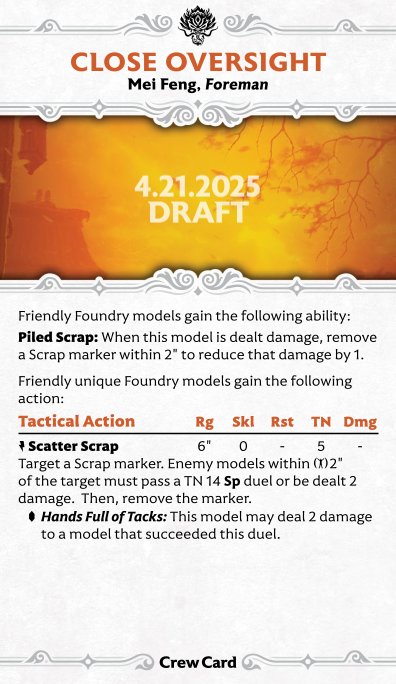 CLOSE OVERSIGHT
Mei Feng, Foreman
4.21.2025
DRAFT
Friendly Foundry models gain the following ability:
Piled Scrap: When this model is dealt damage, remove
a Scrap marker within 2" to reduce that damage by 1.
Friendly unique Foundry models gain the following
action:
Tactical Action Rg Skl Rst TN Dmg
Scatter Scrap 6" 0 - 5 -
Target a Scrap marker. Enemy models within 2"
of the target must pass a TN 14 Sp duel or be dealt 2
damage. Then, remove the marker.
Hands Full of Tacks: This model may deal 2 damage
to a model that succeeded this duel.
Crew Card